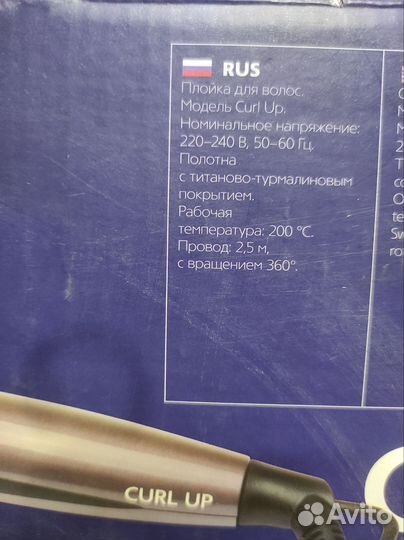 RUS
Плойка для волос.
Модель Curl Up.
Номинальное напряжение:
220–240 В, 50–60 Гц.
Полотна
с титаново-турмалиновым
покрытием.
Рабочая
температура: 200 °C.
Провод: 2,5 м,
с вращением 360°.
CURL UP
Avito